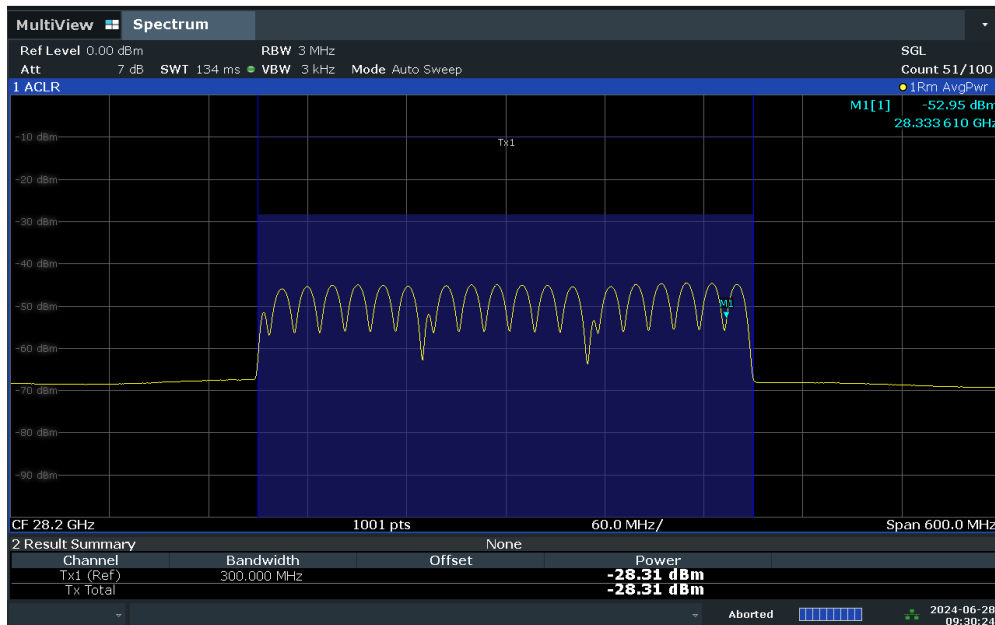 MultiView Spectrum
Ref Level 0.00 dBm RBW 3 MHz SGL
Att 7 dB SWT 134 ms VBW 3 kHz Mode Auto Sweep Count 51/100
1 ACLR 1Rm AvgPwr
M1[1] -52.95 dBm
28.333 610 GHz
-10 dBm
Tx1
-20 dBm
-30 dBm
-40 dBm
-50 dBm
M1
-60 dBm
-70 dBm
-80 dBm
-90 dBm
CF 28.2 GHz 1001 pts 60.0 MHz/ Span 600.0 MHz
2 Result Summary None
Channel Bandwidth Offset Power
Tx1 (Ref) 300.000 MHz -28.31 dBm
Tx Total -28.31 dBm
Aborted 2024-06-28
09:30:24